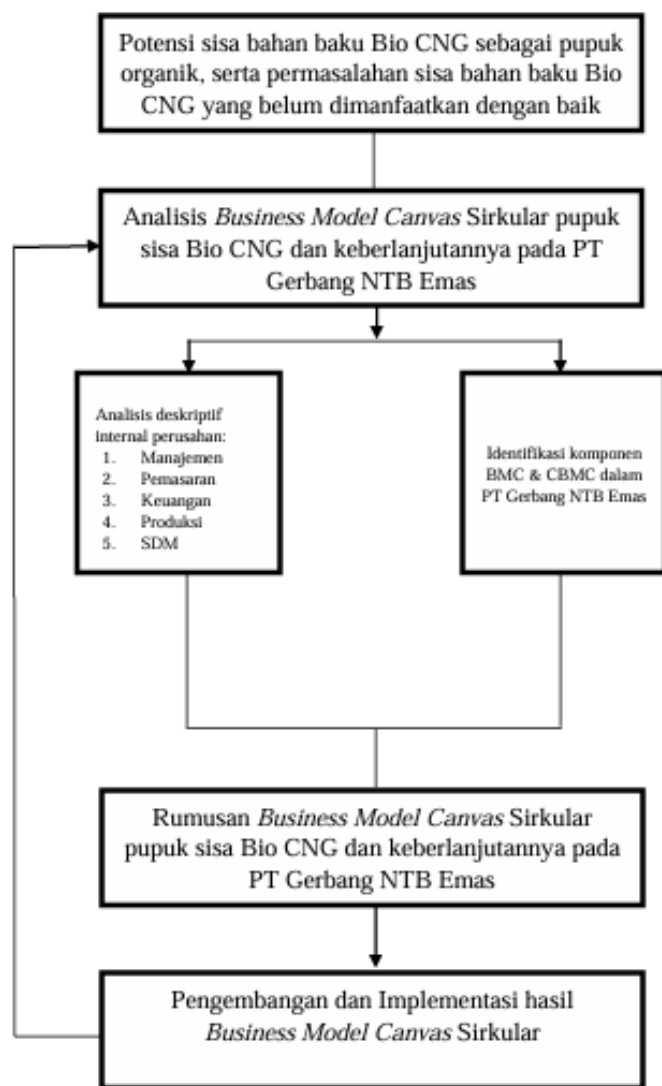 Potensi sisa bahan baku Bio CNG sebagai pupuk
organik, serta permasalahan sisa bahan baku Bio
CNG yang belum dimanfaatkan dengan baik
Analisis Business Model Canvas Sirkular pupuk
sisa Bio CNG dan keberlanjutannya pada PT
Gerbang NTB Emas
Analisis deskriptif
internal perusahan:
1. Manajemen
2. Pemasaran
3. Keuangan
4. Produksi
5. SDM
Identifikasi komponen
BMC & CBMC dalam
PT Gerbang NTB Emas
Rumusan Business Model Canvas Sirkular
pupuk sisa Bio CNG dan keberlanjutannya pada
PT Gerbang NTB Emas
Pengembangan dan Implementasi hasil
Business Model Canvas Sirkular